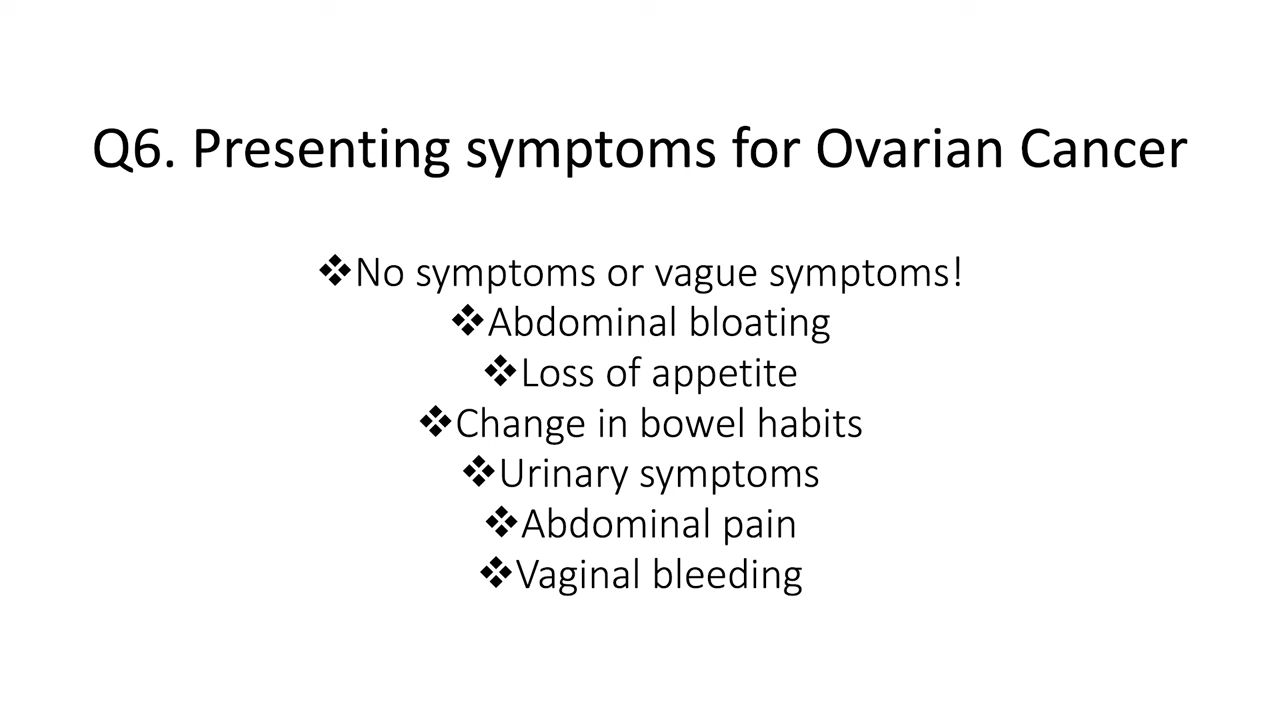 Q6. Presenting symptoms for Ovarian Cancer
❖No symptoms or vague symptoms!
❖Abdominal bloating
❖Loss of appetite
❖Change in bowel habits
❖Urinary symptoms
❖Abdominal pain
❖Vaginal bleeding